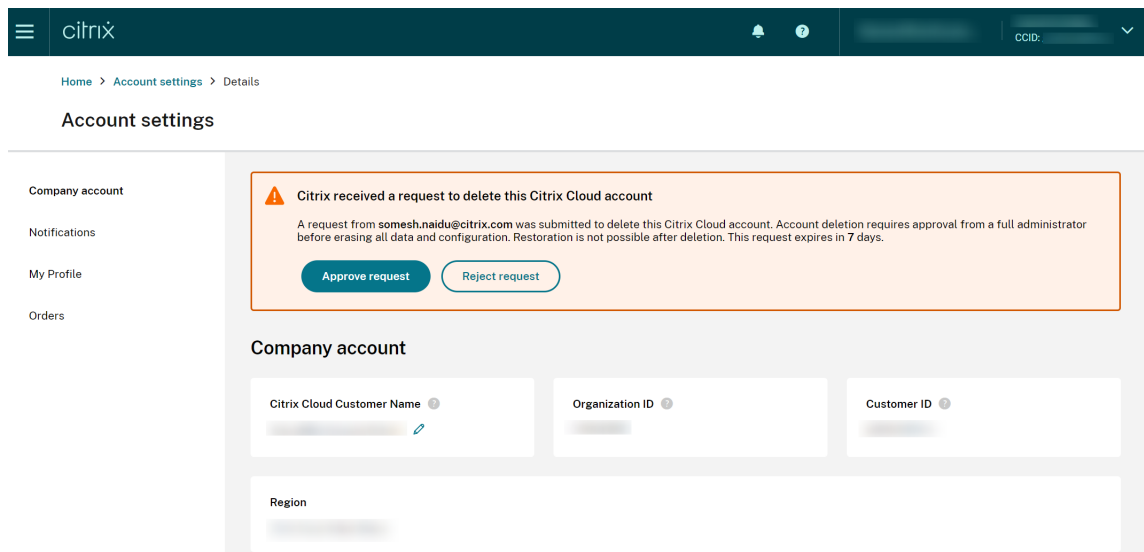 citrix
CCID:
Home > Account settings > Details
Account settings
Company account
Notifications
My Profile
Orders
Citrix received a request to delete this Citrix Cloud account
A request from somesh.naidu@citrix.com was submitted to delete this Citrix Cloud account. Account deletion requires approval from a full administrator
before erasing all data and configuration. Restoration is not possible after deletion. This request expires in 7 days.
Approve request Reject request
Company account
Citrix Cloud Customer Name ? Organization ID ? Customer ID ?
Region